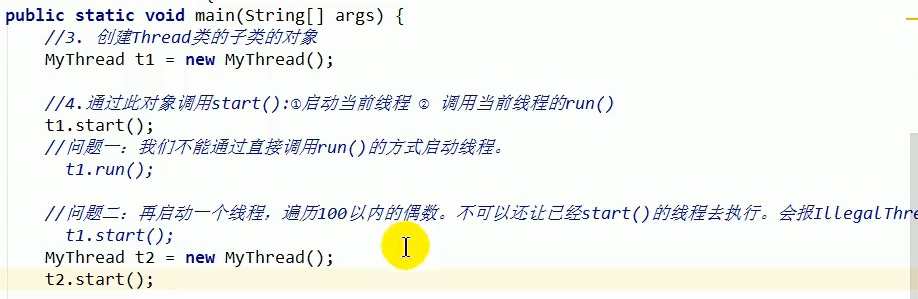 public static void main(String[] args) {
//3. 创建Thread类的子类的对象
MyThread t1 = new MyThread();
//4.通过此对象调用start():①启动当前线程 ② 调用当前线程的run()
t1.start();
//问题一：我们不能通过直接调用run()的方式启动线程。
t1.run();
//问题二：再启动一个线程，遍历100以内的偶数。不可以还让已经start()的线程去执行。会报IllegalThre
t1.start();
MyThread t2 = new MyThread();
t2.start();